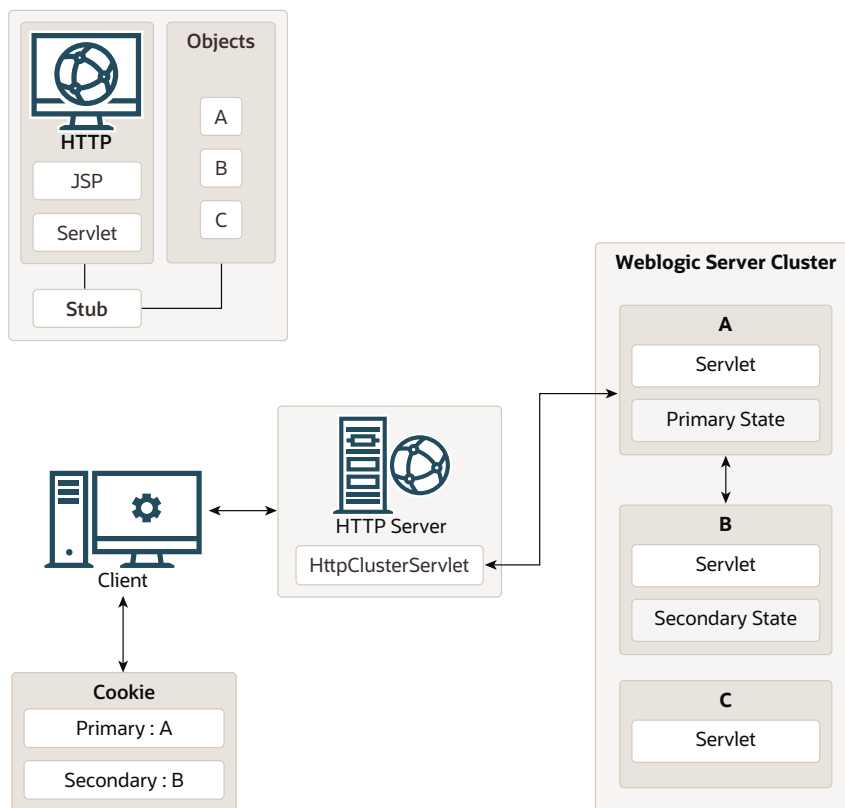 HTTP
JSP
Servlet
Objects
A
B
C
Stub
Client
Cookie
Primary : A
Secondary : B
HTTP Server
HttpClusterServlet
Weblogic Server Cluster
A
Servlet
Primary State
B
Servlet
Secondary State
C
Servlet